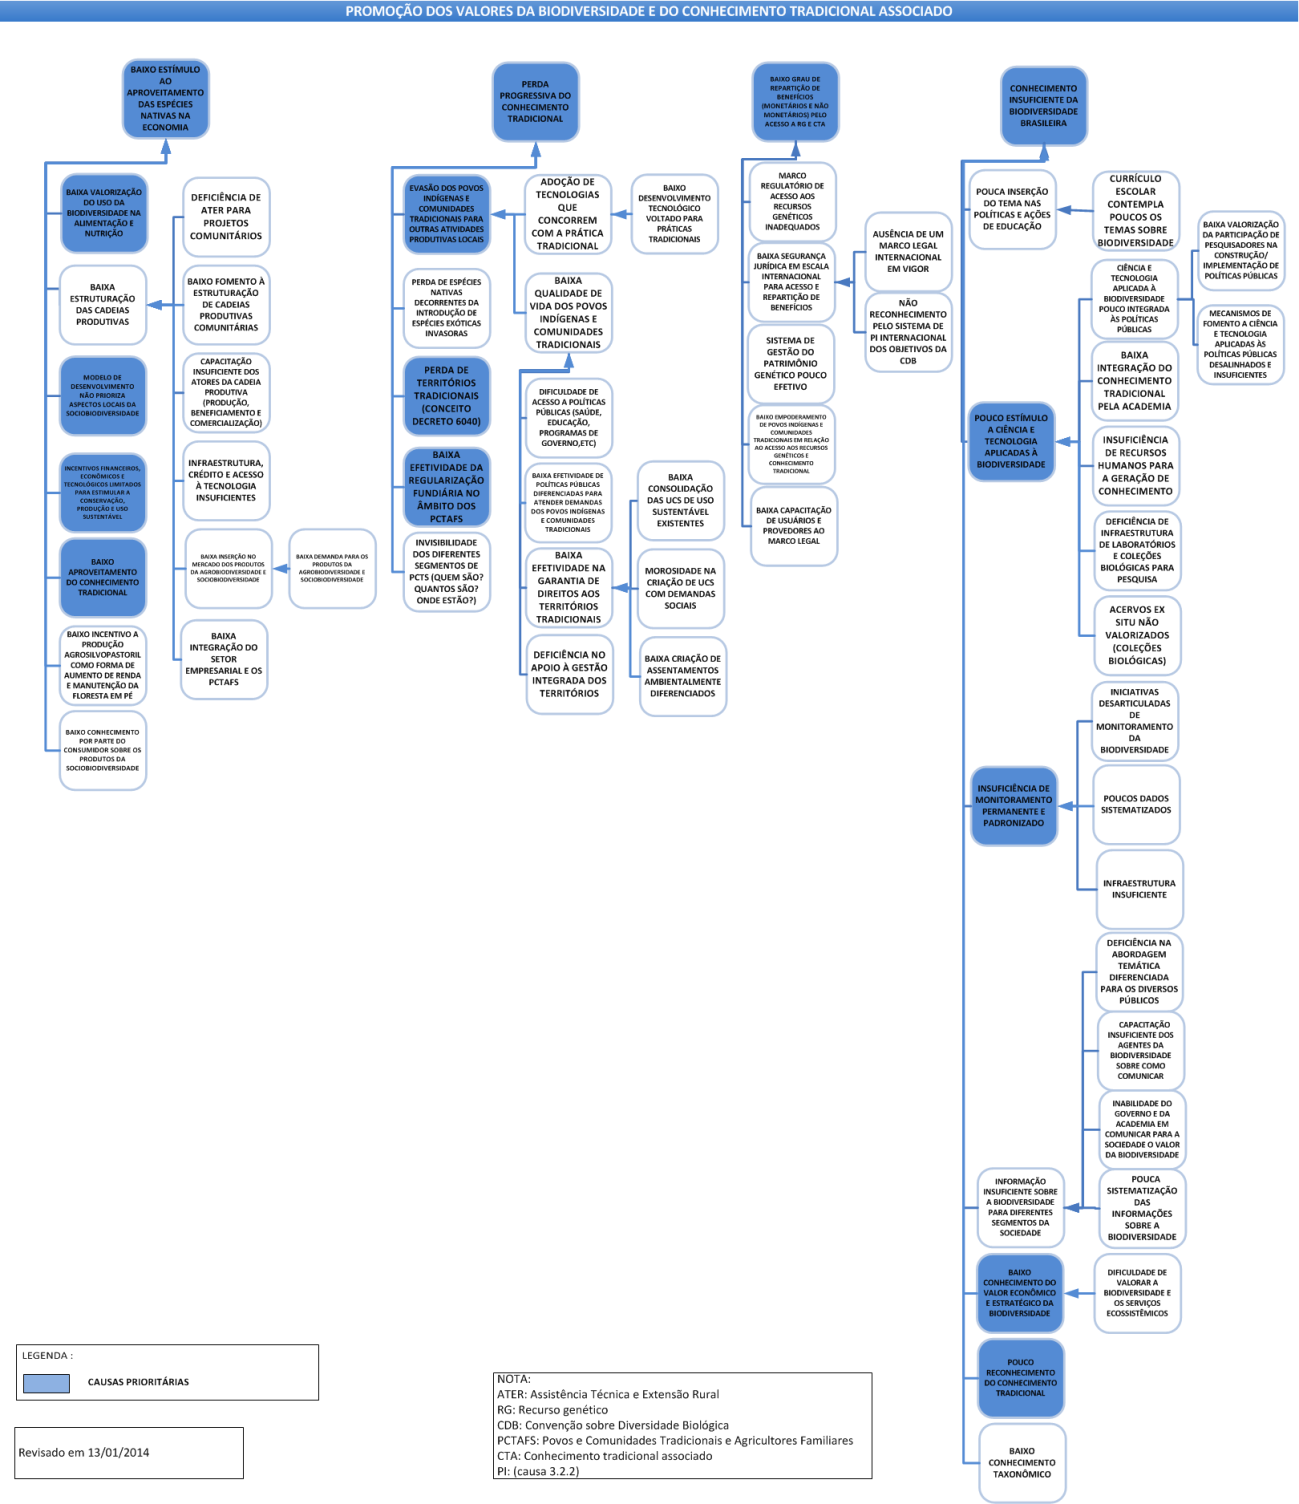 PROMOÇÃO DOS VALORES DA BIODIVERSIDADE E DO CONHECIMENTO TRADICIONAL ASSOCIADO
BAIXO ESTÍMULO
AO
APROVEITAMENTO
DAS ESPÉCIES
NATIVAS NA
ECONOMIA
BAIXA VALORIZAÇÃO
DO USO DA
BIODIVERSIDADE NA
ALIMENTAÇÃO E
NUTRIÇÃO
BAIXA
ESTRUTURAÇÃO
DAS CADEIAS
PRODUTIVAS
MODELO DE
DESENVOLVIMENTO
NÃO PRIORIZA
ASPECTOS LOCAIS DA
SOCIOBIODIVERSIDADE
INCENTIVOS FINANCEIROS,
ECONÔMICOS E
TECNOLÓGICOS LIMITADOS
PARA ESTIMULAR A
CONSERVAÇÃO,
PRODUÇÃO E USO
SUSTENTÁVEL
BAIXO
APROVEITAMENTO
DO CONHECIMENTO
TRADICIONAL
BAIXO INCENTIVO A
PRODUÇÃO
AGROSILVOPASTORIL
COMO FORMA DE
AUMENTO DE RENDA
E MANUTENÇÃO DA
FLORESTA EM PÉ
BAIXO CONHECIMENTO
POR PARTE DO
CONSUMIDOR SOBRE OS
PRODUTOS DA
SOCIOBIODIVERSIDADE
DEFICIÊNCIA DE
ATER PARA
PROJETOS
COMUNITÁRIOS
BAIXO FOMENTO À
ESTRUTURAÇÃO
DE CADEIAS
PRODUTIVAS
COMUNITÁRIAS
CAPACITAÇÃO
INSUFICIENTE DOS
ATORES DA CADEIA
PRODUTIVA
(PRODUÇÃO,
BENEFICIAMENTO E
COMERCIALIZAÇÃO)
INFRAESTRUTURA,
CRÉDITO E ACESSO
À TECNOLOGIA
INSUFICIENTES
BAIXA INSERÇÃO NO
MERCADO DOS PRODUTOS
DA AGROBIODIVERSIDADE E
SOCIOBIODIVERSIDADE
BAIXA DEMANDA PARA OS
PRODUTOS DA
AGROBIODIVERSIDADE E
SOCIOBIODIVERSIDADE
BAIXA
INTEGRAÇÃO DO
SETOR
EMPRESARIAL E OS
PCTAFS
PERDA
PROGRESSIVA DO
CONHECIMENTO
TRADICIONAL
EVASÃO DOS POVOS
INDÍGENAS E
COMUNIDADES
TRADICIONAIS PARA
OUTRAS ATIVIDADES
PRODUTIVAS LOCAIS
PERDA DE ESPÉCIES
NATIVAS
DECORRENTES DA
INTRODUÇÃO DE
ESPÉCIES EXÓTICAS
INVASORAS
PERDA DE
TERRITÓRIOS
TRADICIONAIS
(CONCEITO
DECRETO 6040)
BAIXA
EFETIVIDADE DA
REGULARIZAÇÃO
FUNDIÁRIA NO
ÂMBITO DOS
PCTAFS
INVISIBILIDADE
DOS DIFERENTES
SEGMENTOS DE
PCTS (QUEM SÃO?
QUANTOS SÃO?
ONDE ESTÃO?)
ADOÇÃO DE
TECNOLOGIAS
QUE
CONCORREM
COM A PRÁTICA
TRADICIONAL
BAIXO
DESENVOLVIMENTO
TECNOLÓGICO
VOLTADO PARA
PRÁTICAS
TRADICIONAIS
BAIXA
QUALIDADE DE
VIDA DOS POVOS
INDÍGENAS E
COMUNIDADES
TRADICIONAIS
DIFICULDADE DE
ACESSO A POLÍTICAS
PÚBLICAS (SAÚDE,
EDUCAÇÃO,
PROGRAMAS DE
GOVERNO,ETC)
BAIXA EFETIVIDADE DE
POLÍTICAS PÚBLICAS
DIFERENCIADAS PARA
ATENDER DEMANDAS
DOS POVOS INDÍGENAS
E COMUNIDADES
TRADICIONAIS
BAIXA
EFETIVIDADE NA
GARANTIA DE
DIREITOS AOS
TERRITÓRIOS
TRADICIONAIS
DEFICIÊNCIA NO
APOIO À GESTÃO
INTEGRADA DOS
TERRITÓRIOS
BAIXA
CONSOLIDAÇÃO
DAS UCS DE USO
SUSTENTÁVEL
EXISTENTES
MOROSIDADE NA
CRIAÇÃO DE UCS
COM DEMANDAS
SOCIAIS
BAIXA CRIAÇÃO DE
ASSENTAMENTOS
AMBIENTALMENTE
DIFERENCIADOS
BAIXO GRAU DE
REPARTIÇÃO DE
BENEFÍCIOS
(MONETÁRIOS E NÃO
MONETÁRIOS) PELO
ACESSO A RG E CTA
MARCO
REGULATÓRIO DE
ACESSO AOS
RECURSOS
GENÉTICOS
INADEQUADOS
BAIXA SEGURANÇA
JURÍDICA EM ESCALA
INTERNACIONAL
PARA ACESSO E
REPARTIÇÃO DE
BENEFÍCIOS
SISTEMA DE
GESTÃO DO
PATRIMÔNIO
GENÉTICO POUCO
EFETIVO
BAIXO EMPODERAMENTO
DE POVOS INDÍGENAS E
COMUNIDADES
TRADICIONAIS EM RELAÇÃO
AO ACESSO AOS RECURSOS
GENÉTICOS E
CONHECIMENTO
TRADICIONAL
BAIXA CAPACITAÇÃO
DE USUÁRIOS E
PROVEDORES AO
MARCO LEGAL
AUSÊNCIA DE UM
MARCO LEGAL
INTERNACIONAL
EM VIGOR
NÃO
RECONHECIMENTO
PELO SISTEMA DE
PI INTERNACIONAL
DOS OBJETIVOS DA
CDB
CONHECIMENTO
INSUFICIENTE DA
BIODIVERSIDADE
BRASILEIRA
POUCA INSERÇÃO
DO TEMA NAS
POLÍTICAS E AÇÕES
DE EDUCAÇÃO
CURRÍCULO
ESCOLAR
CONTEMPLA
POUCOS OS
TEMAS SOBRE
BIODIVERSIDADE
POUCO ESTÍMULO
A CIÊNCIA E
TECNOLOGIA
APLICADAS À
BIODIVERSIDADE
CIÊNCIA E
TECNOLOGIA
APLICADA À
BIODIVERSIDADE
POUCO INTEGRADA
ÀS POLÍTICAS
PÚBLICAS
BAIXA VALORIZAÇÃO
DA PARTICIPAÇÃO DE
PESQUISADORES NA
CONSTRUÇÃO/
IMPLEMENTAÇÃO DE
POLÍTICAS PÚBLICAS
MECANISMOS DE
FOMENTO A CIÊNCIA
E TECNOLOGIA
APLICADAS ÀS
POLÍTICAS PÚBLICAS
DESALINHADOS E
INSUFICIENTES
BAIXA
INTEGRAÇÃO DO
CONHECIMENTO
TRADICIONAL
PELA ACADEMIA
INSUFICIÊNCIA
DE RECURSOS
HUMANOS PARA
A GERAÇÃO DE
CONHECIMENTO
DEFICIÊNCIA DE
INFRAESTRUTURA
DE LABORATÓRIOS
E COLEÇÕES
BIOLÓGICAS PARA
PESQUISA
ACERVOS EX
SITU NÃO
VALORIZADOS
(COLEÇÕES
BIOLÓGICAS)
INSUFICIÊNCIA DE
MONITORAMENTO
PERMANENTE E
PADRONIZADO
INICIATIVAS
DESARTICULADAS
DE
MONITORAMENTO
DA
BIODIVERSIDADE
POUCOS DADOS
SISTEMATIZADOS
INFRAESTRUTURA
INSUFICIENTE
INFORMAÇÃO
INSUFICIENTE SOBRE
A BIODIVERSIDADE
PARA DIFERENTES
SEGMENTOS DA
SOCIEDADE
DEFICIÊNCIA NA
ABORDAGEM
TEMÁTICA
DIFERENCIADA
PARA OS DIVERSOS
PÚBLICOS
CAPACITAÇÃO
INSUFICIENTE DOS
AGENTES DA
BIODIVERSIDADE
SOBRE COMO
COMUNICAR
INABILIDADE DO
GOVERNO E DA
ACADEMIA EM
COMUNICAR PARA A
SOCIEDADE O VALOR
DA BIODIVERSIDADE
POUCA
SISTEMATIZAÇÃO
DAS
INFORMAÇÕES
SOBRE A
BIODIVERSIDADE
BAIXO
CONHECIMENTO DO
VALOR ECONÔMICO
E ESTRATÉGICO DA
BIODIVERSIDADE
DIFICULDADE DE
VALORAR A
BIODIVERSIDADE E
OS SERVIÇOS
ECOSSISTÊMICOS
POUCO
RECONHECIMENTO
DO CONHECIMENTO
TRADICIONAL
BAIXO
CONHECIMENTO
TAXONÔMICO
LEGENDA :
CAUSAS PRIORITÁRIAS
Revisado em 13/01/2014
NOTA:
ATER: Assistência Técnica e Extensão Rural
RG: Recurso genético
CDB: Convenção sobre Diversidade Biológica
PCTAFS: Povos e Comunidades Tradicionais e Agricultores Familiares
CTA: Conhecimento tradicional associado
PI: (causa 3.2.2)